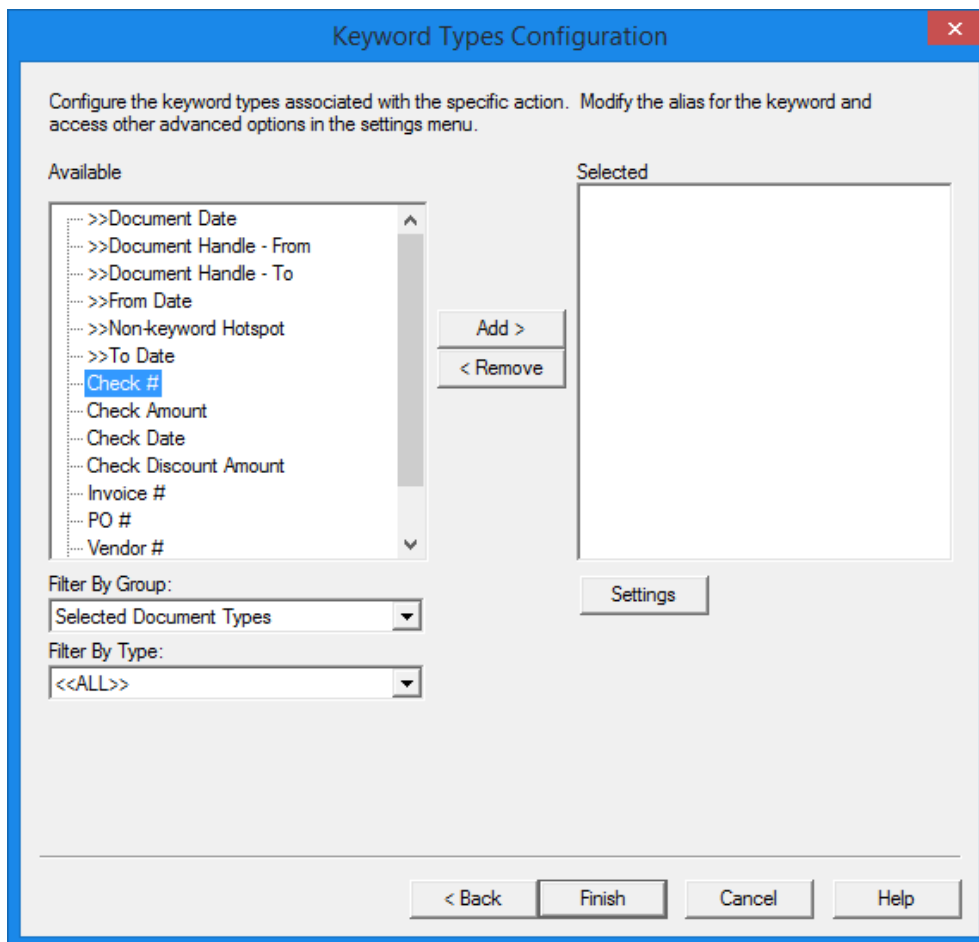 Keyword Types Configuration
Configure the keyword types associated with the specific action.  Modify the alias for the keyword and
access other advanced options in the settings menu.
Available
>>Document Date
>>Document Handle - From
>>Document Handle - To
>>From Date
>>Non-keyword Hotspot
>>To Date
Check #
Check Amount
Check Date
Check Discount Amount
Invoice #
PO #
Vendor #
Add >
< Remove
Selected
Settings
Filter By Group:
Selected Document Types
Filter By Type:
<<ALL>>
< Back
Finish
Cancel
Help